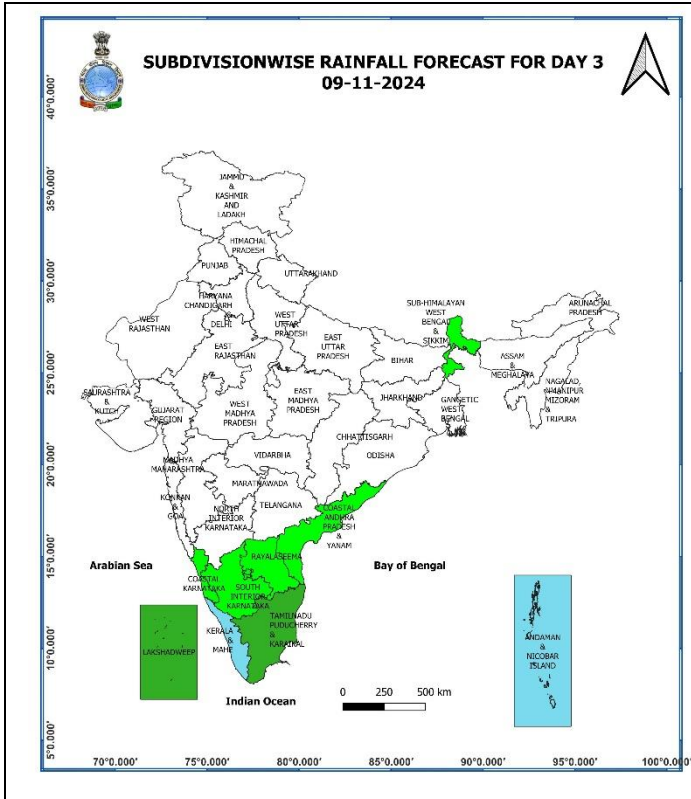 SUBDIVISIONWISE RAINFALL FORECAST FOR DAY 3
09-11-2024
40°0.000'
35°0.000'
30°0.000'
25°0.000'
20°0.000'
15°0.000'
10°0.000'
5°0.000'
JAMMU
&
KASHMIR
AND
LADAKH
HIMACHAL
PRADESH
PUNJAB
UTTARAKHAND
HARYANA
CHANDIGARH
&
DELHI
WEST
RAJASTHAN
WEST
UTTAR
PRADESH
EAST
RAJASTHAN
EAST
UTTAR
PRADESH
SUB-HIMALAYAN
WEST
BENGAL
&
SIKKIM
ARUNACHAL
PRADESH
BIHAR
ASSAM
&
MEGHALAYA
NAGALAD,
MANIPUR
MIZORAM
&
TRIPURA
SAURASHTRA
&
KUTCH
GUJARAT
REGION
WEST
MADHYA
PRADESH
EAST
MADHYA
PRADESH
JHARKHAND
GANGETIC
WEST
BENGAL
CHHATTISGARH
ODISHA
VIDARBHA
MADHYA
MAHARASHTRA
MARATHAWADA
KONKAN
&
GOA
NORTH
INTERIOR
KARNATAKA
TELANGANA
COASTAL
ANDHRA
PRADESH
&
YANAM
RAYALASEEMA
Arabian Sea
Bay of Bengal
COASTAL
KARNATAKA
SOUTH
INTERIOR
KARNATAKA
TAMILNADU
PUDUCHERRY
&
KARAIKAL
KERALA
&
MAHE
LAKSHADWEEP
ANDAMAN
&
NICOBAR
ISLAND
Indian Ocean
0 250 500 km
70°0.000' 75°0.000' 80°0.000' 85°0.000' 90°0.000' 95°0.000' 100°0.000'